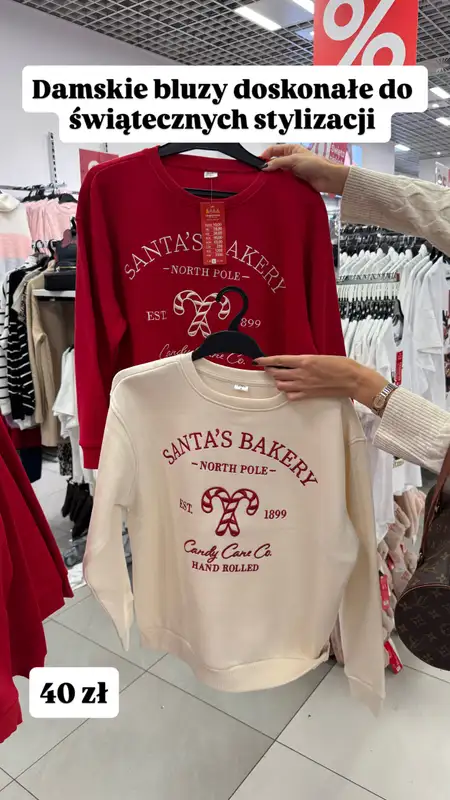 %
Damskie bluzy doskonałe do
świątecznych stylizacji
SANTA'S BAKERY
– NORTH POLE –
EST. 1899
Candy Cane Co.
SANTA'S BAKERY
– NORTH POLE –
EST. 1899
Candy Cane Co.
HAND ROLLED
40 zł